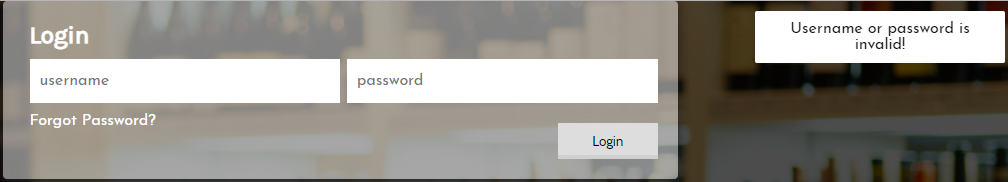 Login
username
password
Forgot Password?
Login
Username or password is
invalid!